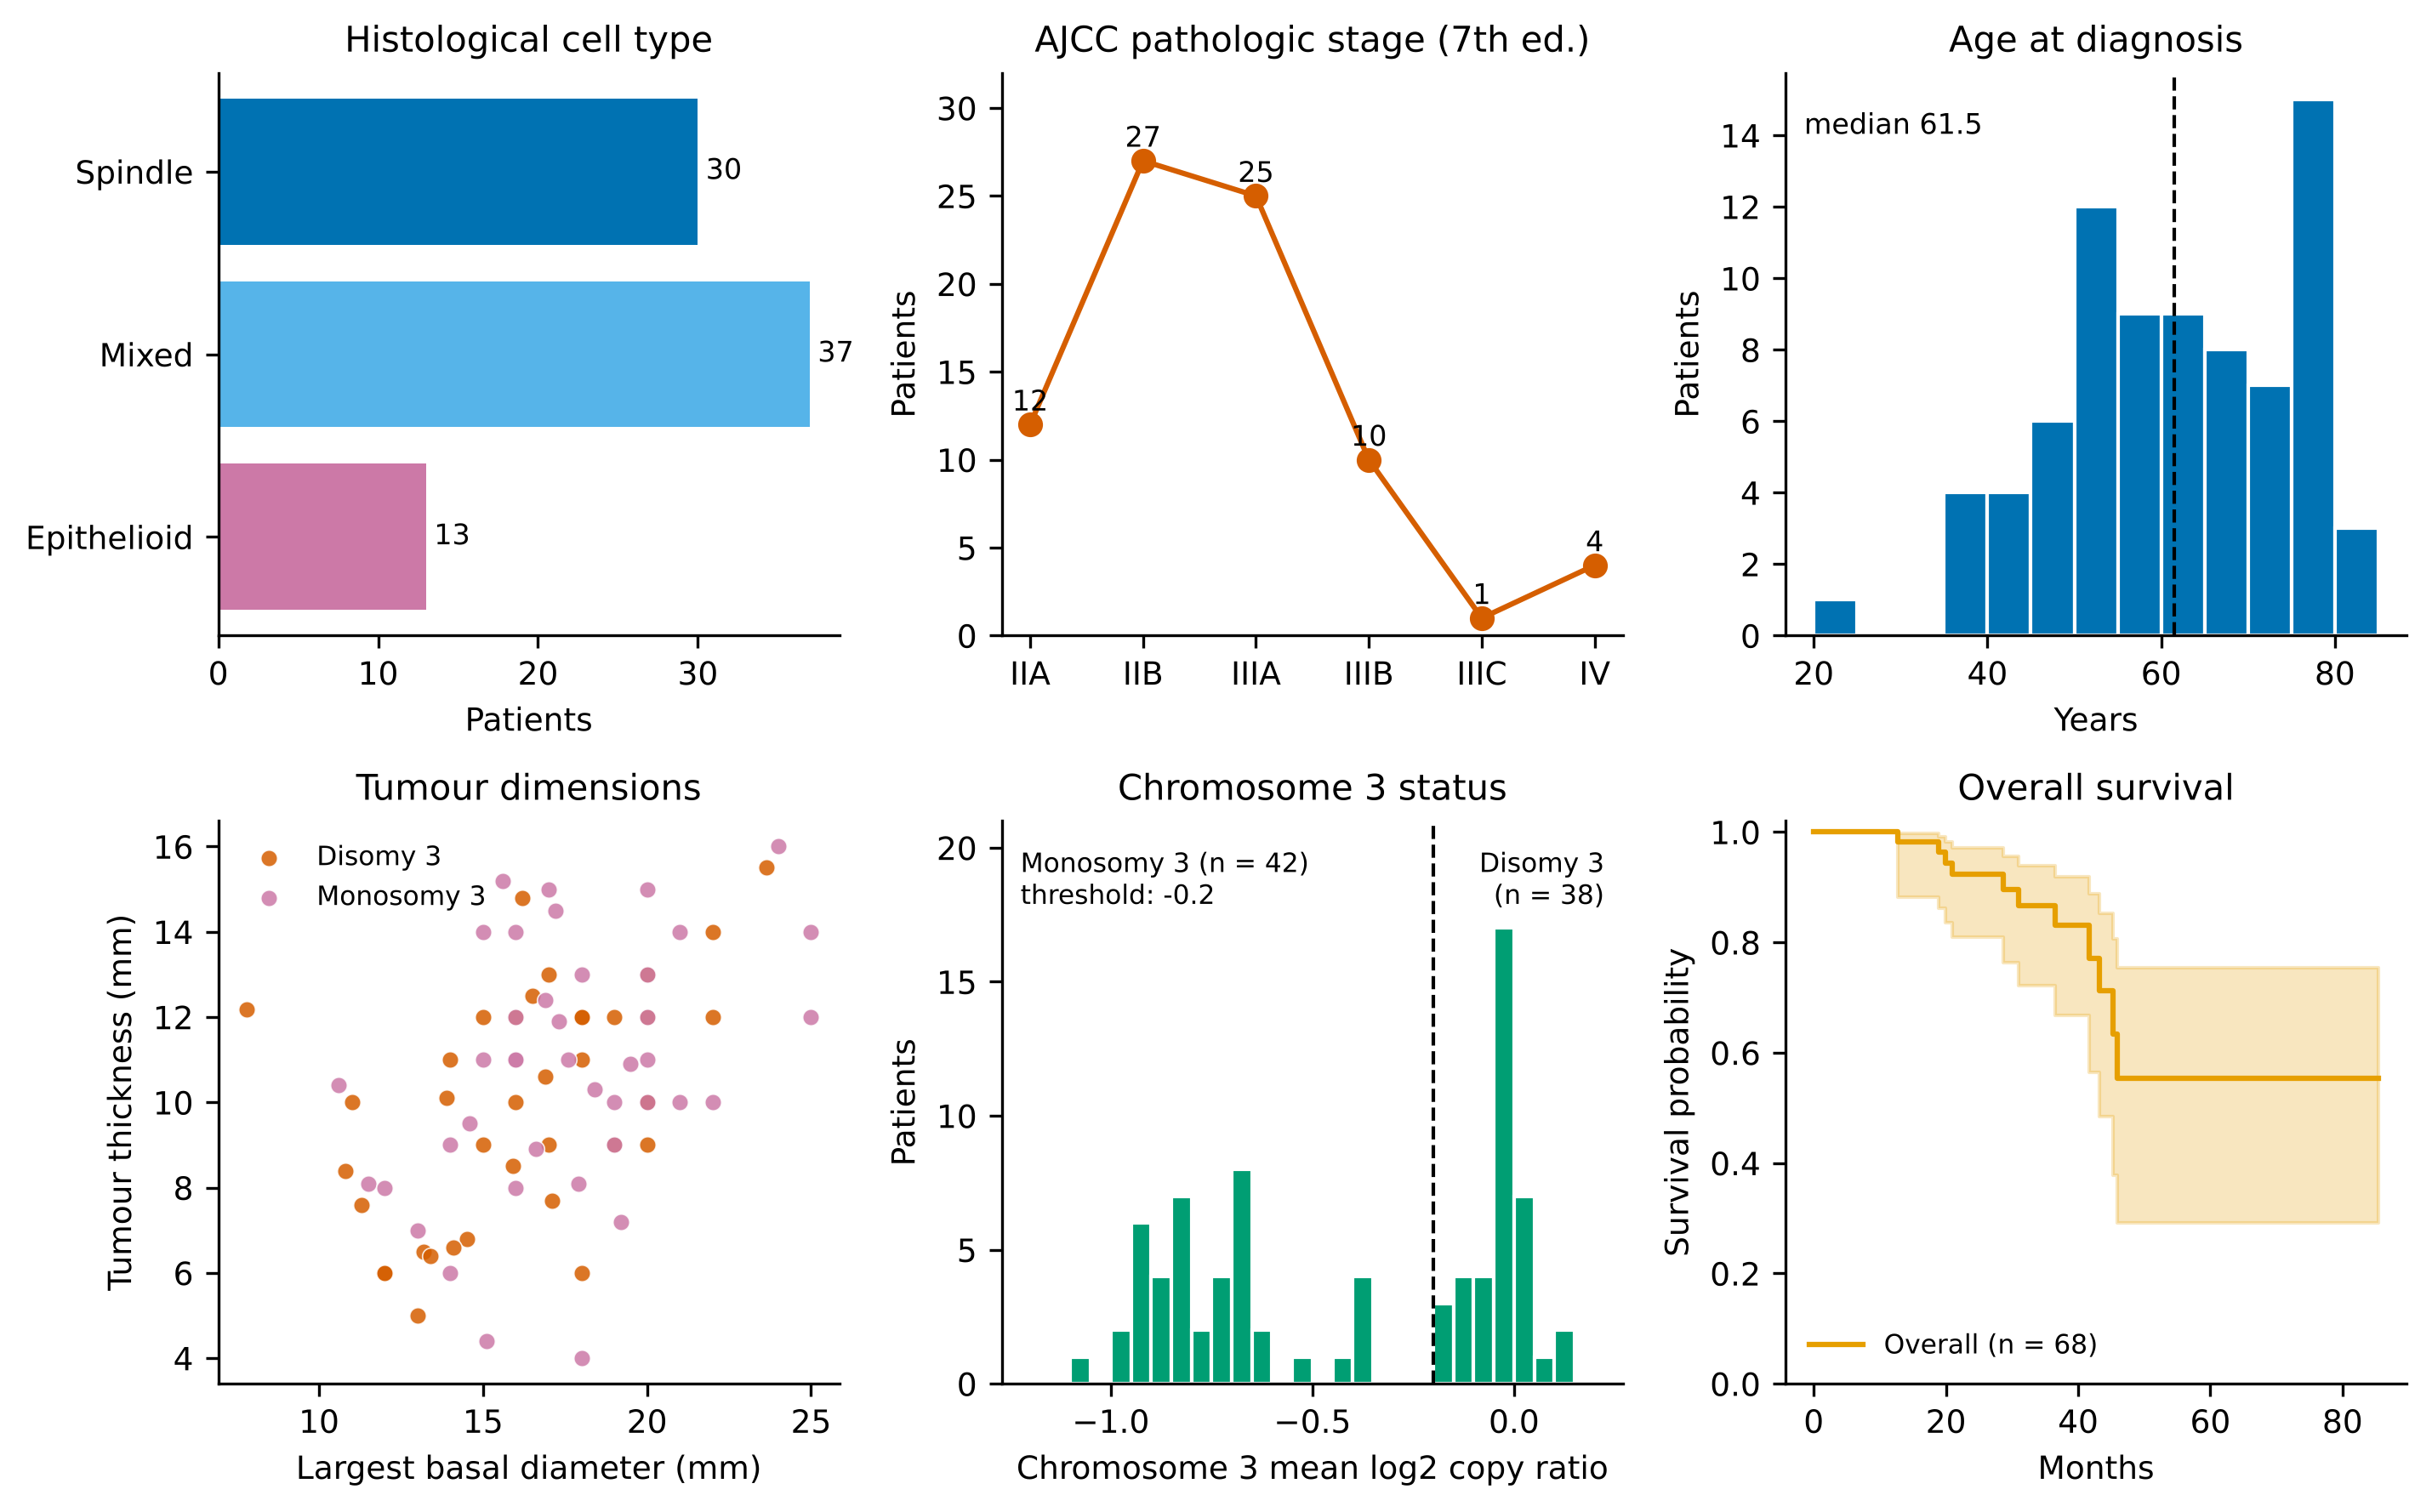 Histological cell type
Spindle
Mixed
Epithelioid
30
37
13
0 10 20 30
Patients
AJCC pathologic stage (7th ed.)
Patients
30
25
20
15
10
5
0
12
27
25
10
1
4
IIA IIB IIIA IIIB IIIC IV
Age at diagnosis
median 61.5
Patients
14
12
10
8
6
4
2
0
20 40 60 80
Years
Tumour dimensions
Disomy 3
Monosomy 3
Tumour thickness (mm)
16
14
12
10
8
6
4
10 15 20 25
Largest basal diameter (mm)
Chromosome 3 status
Monosomy 3 (n = 42)
threshold: -0.2
Disomy 3
(n = 38)
Patients
20
15
10
5
0
−1.0 −0.5 0.0
Chromosome 3 mean log2 copy ratio
Overall survival
Survival probability
1.0
0.8
0.6
0.4
0.2
0.0
Overall (n = 68)
0 20 40 60 80
Months